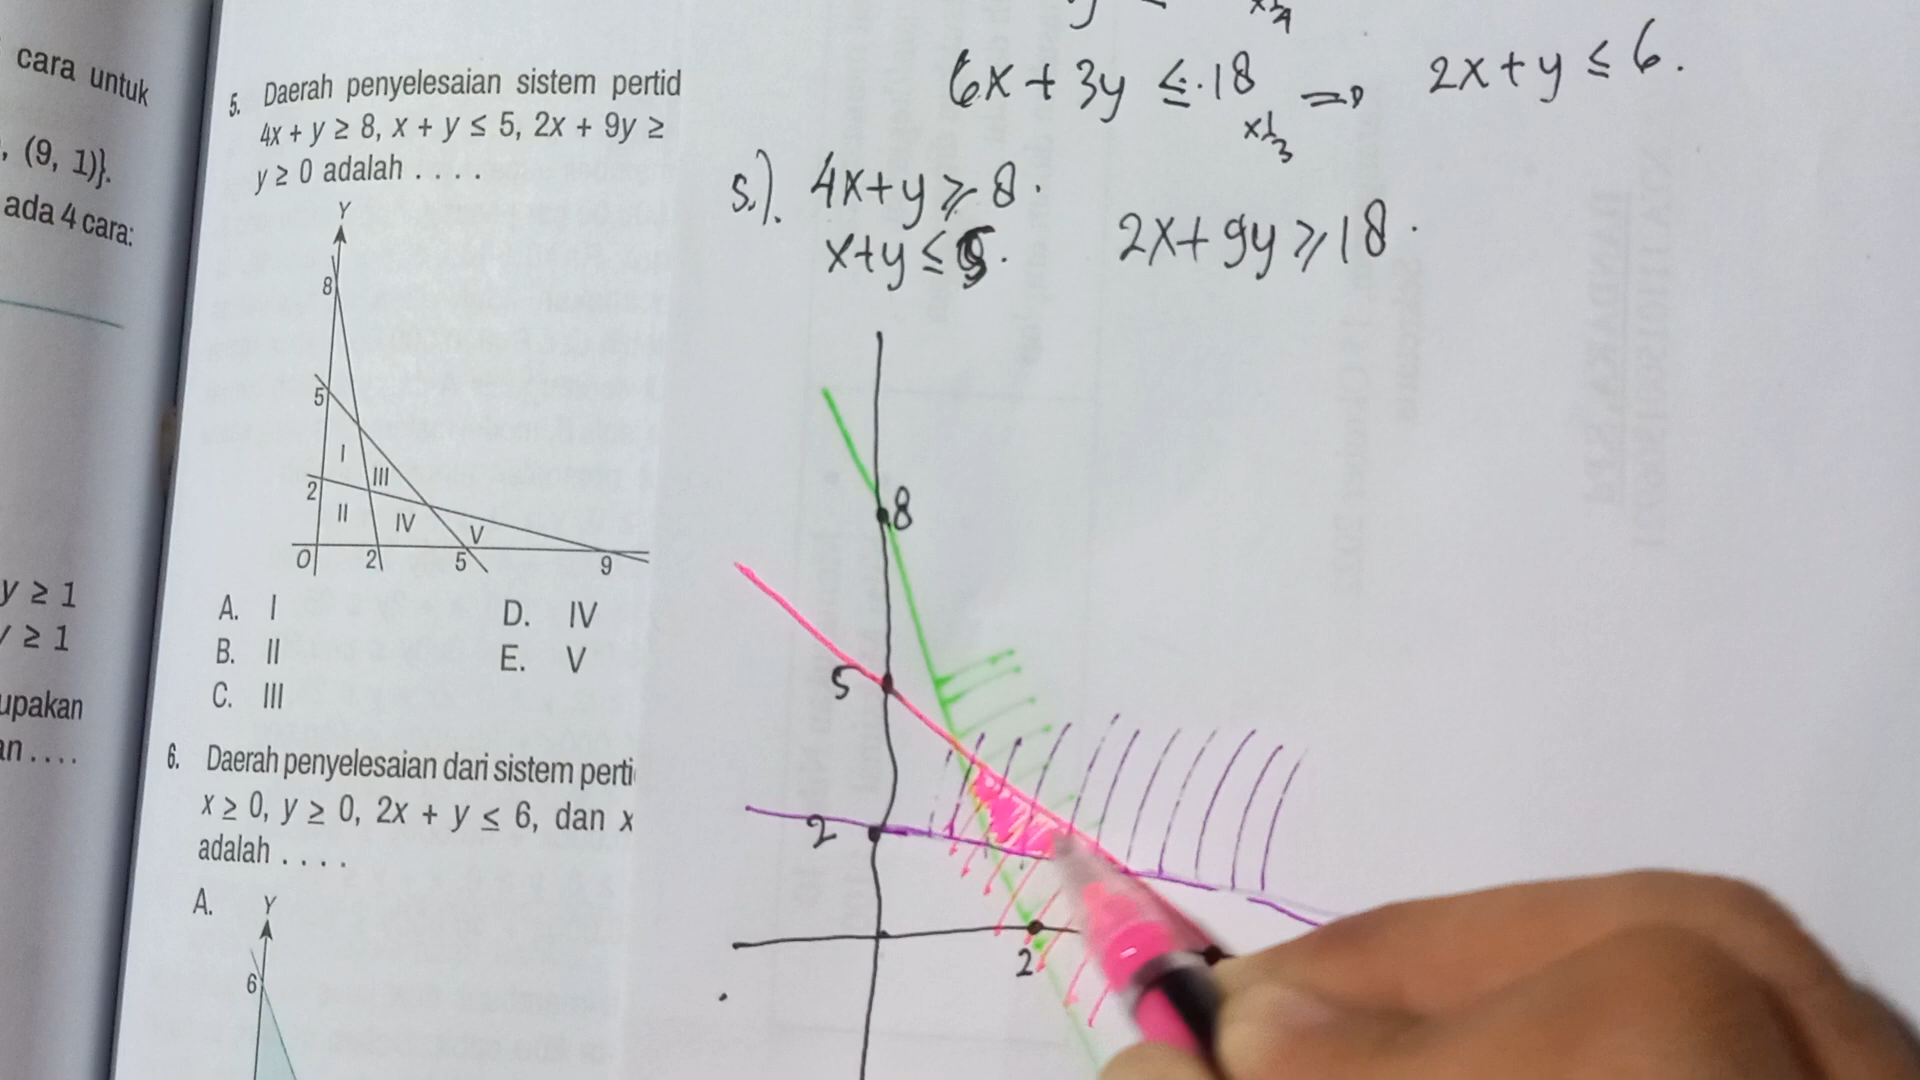 cara untuk
, (9, 1)}.
ada 4 cara:
y ≥ 1
y ≥ 1
upakan
an . . . .
5. Daerah penyelesaian sistem pertid
4x + y ≥ 8, x + y ≤ 5, 2x + 9y ≥
y ≥ 0 adalah . . . .
Y
8
5
I
III
2
II
IV
V
O
2
5
9
A. I
D. IV
B. II
E. V
C. III
6. Daerah penyelesaian dari sistem perti
x ≥ 0, y ≥ 0, 2x + y ≤ 6, dan x
adalah . . . .
A.
Y
6
6x + 3y ≤ 18 ⇒ 2x + y ≤ 6.
x 1/3
5.). 4x+y ≥ 8.
x+y ≤ 5.
2x+9y ≥ 18.
8
5
2
2